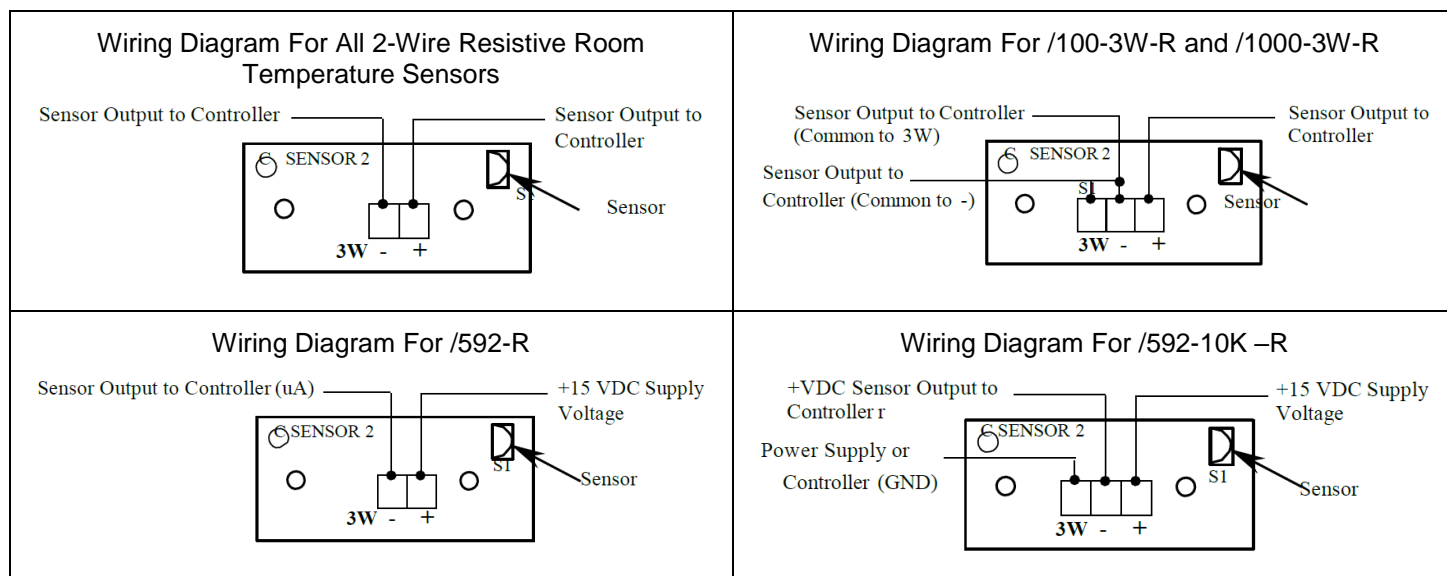 Wiring Diagram For All 2-Wire Resistive Room
Temperature Sensors
Sensor Output to Controller
Sensor Output to
Controller
C SENSOR 2
S1
Sensor
3W - +
Wiring Diagram For /100-3W-R and /1000-3W-R
Sensor Output to Controller
(Common to 3W)
Sensor Output to
Controller
C SENSOR 2
Sensor Output to
Controller (Common to -)
S1
Sensor
3W - +
Wiring Diagram For /592-R
Sensor Output to Controller (uA)
+15 VDC Supply
Voltage
C SENSOR 2
S1
Sensor
3W - +
Wiring Diagram For /592-10K –R
+VDC Sensor Output to
Controller r
+15 VDC Supply
Voltage
C SENSOR 2
Power Supply or
Controller (GND)
S1
Sensor
3W - +